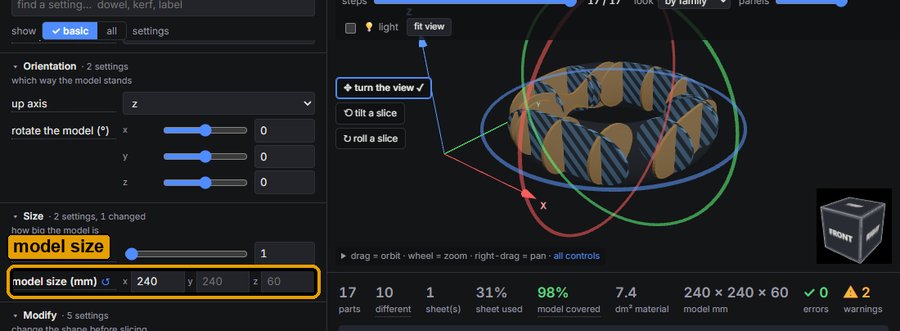 find a setting... dowel, kerf, label
show ✓ basic all settings
Orientation · 2 settings
which way the model stands
up axis z
rotate the model (°) x 0
y 0
z 0
Size · 2 settings, 1 changed
how big the model is
model size
1
model size (mm) ↺ x 240 y 240 z 60
Modify · 5 settings
change the shape before slicing
steps 17 / 17 look by family panels
light fit view
Z
turn the view ✓
tilt a slice
roll a slice
Y
X
FRONT
RIGHT
drag = orbit · wheel = zoom · right-drag = pan · all controls
17 10 1 31% 98% 7.4 240 × 240 × 60 ✓ 0 2
parts different sheet(s) sheet used model covered dm² material model mm errors warnings